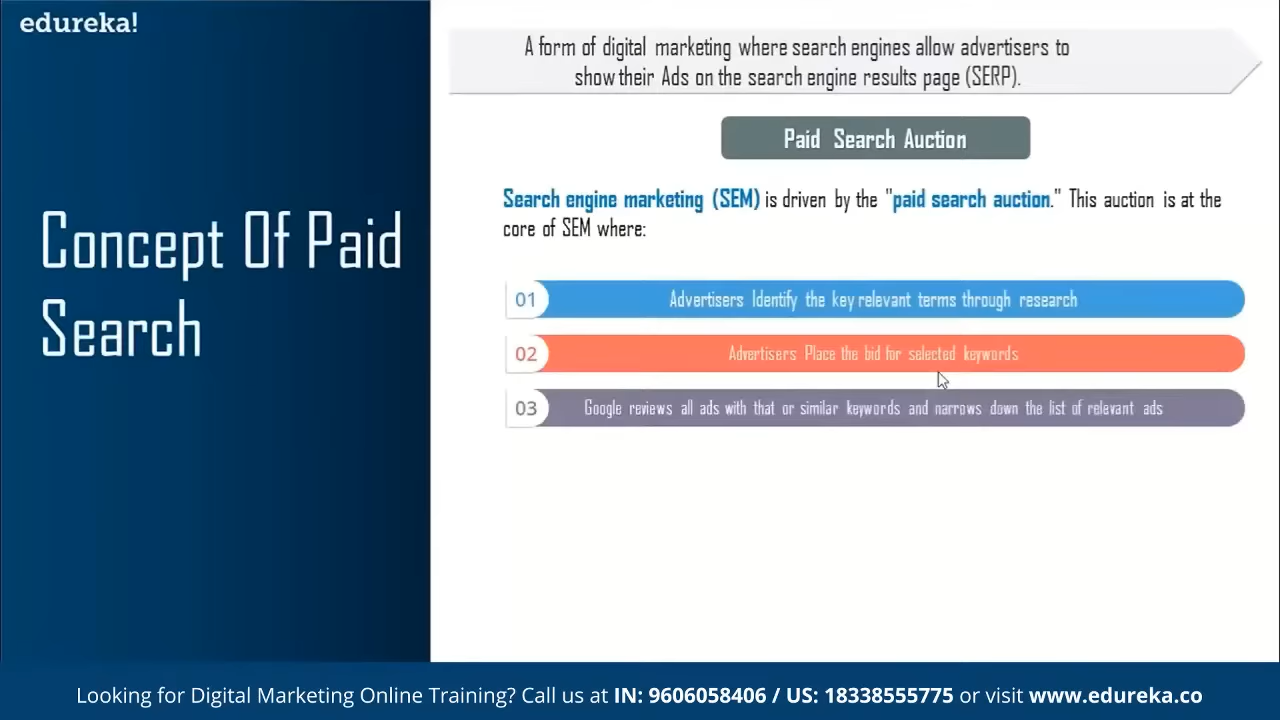 edureka!
A form of digital marketing where search engines allow advertisers to
show their Ads on the search engine results page (SERP).
Paid Search Auction
Concept Of Paid
Search
Search engine marketing (SEM) is driven by the "paid search auction." This auction is at the
core of SEM where:
01 Advertisers Identify the key relevant terms through research
02 Advertisers Place the bid for selected keywords
03 Google reviews all ads with that or similar keywords and narrows down the list of relevant ads
Looking for Digital Marketing Online Training? Call us at IN: 9606058406 / US: 18338555775 or visit www.edureka.co